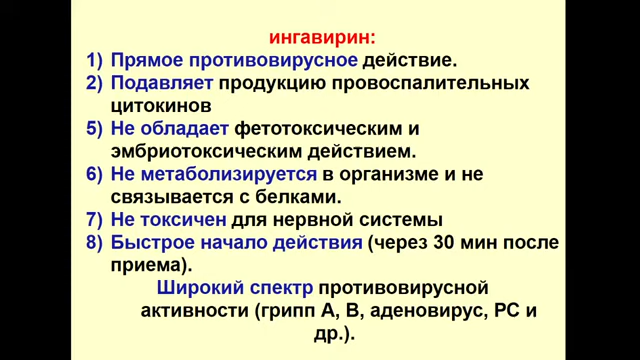 ингавирин:
1) Прямое противовирусное действие.
2) Подавляет продукцию провоспалительных
цитокинов
5) Не обладает фетотоксическим и
эмбриотоксическим действием.
6) Не метаболизируется в организме и не
связывается с белками.
7) Не токсичен для нервной системы
8) Быстрое начало действия (через 30 мин после
приема).
Широкий спектр противовирусной
активности (грипп А, В, аденовирус, РС и
др.).